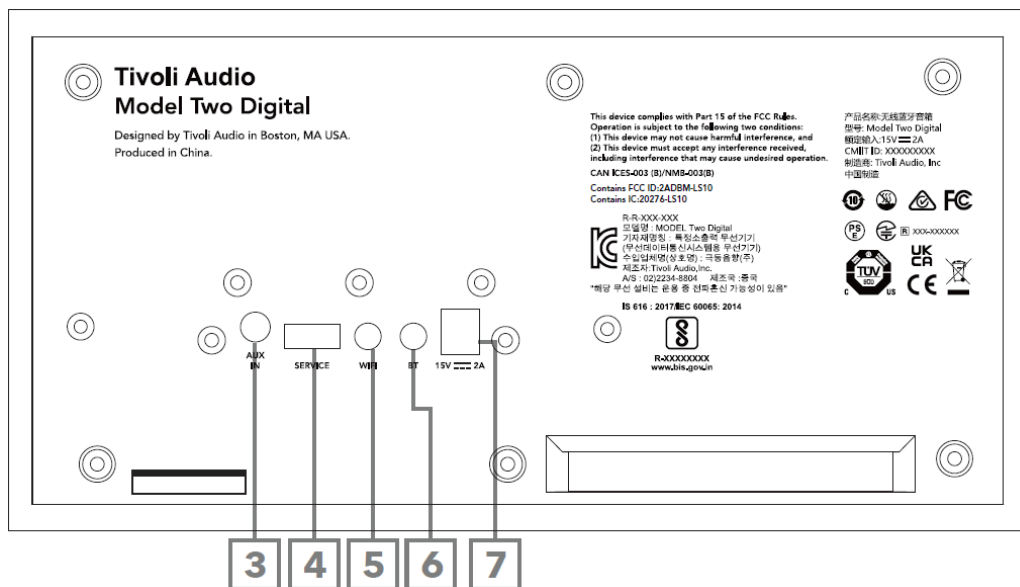 Tivoli Audio
Model Two Digital
Designed by Tivoli Audio in Boston, MA USA.
Produced in China.
This device complies with Part 15 of the FCC Rules.
Operation is subject to the following two conditions:
(1) This device may not cause harmful interference, and
(2) This device must accept any interference received,
including interference that may cause undesired operation.
CAN ICES-003 (B)/NMB-003(B)
Contains FCC ID:2ADBM-LS10
Contains IC:20276-LS10
R-R-XXX-XXX
모델명 : MODEL Two Digital
기자재명칭 : 특정소출력 무선기기
(무선데이터통신시스템용 무선기기)
수입업체명(상호명) : 극동음향(주)
제조자:Tivoli Audio,Inc.
A/S : 02)2234-8804 제조국 :중국
"해당 무선 설비는 운용 중 전파혼신 가능성이 있음"
IS 616 : 2017/IEC 60065: 2014
R-XXXXXXXX
www.bis.gov.in
产品名称:无线蓝牙音箱
型号: Model Two Digital
额定输入:15V 2A
CMIIT ID: XXXXXXXXX
制造商: Tivoli Audio, Inc
中国制造
10
FC
PS
E
R XXX-XXXXXX
TÜV
SÜD
C US
UK
CA
CE
AUX
IN
SERVICE
WIFI
BT
15V 2A
3
4
5
6
7